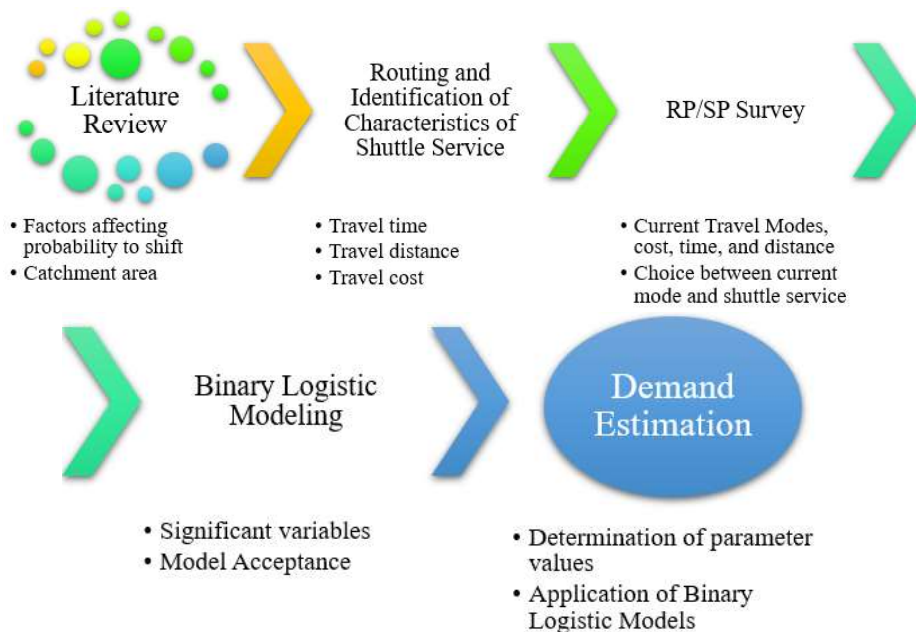 Literature
Review
Routing and
Identification of
Characteristics of
Shuttle Service
RP/SP Survey
• Factors affecting
probability to shift
• Catchment area
• Travel time
• Travel distance
• Travel cost
• Current Travel Modes,
cost, time, and distance
• Choice between current
mode and shuttle service
Binary Logistic
Modeling
Demand
Estimation
• Significant variables
• Model Acceptance
• Determination of parameter
values
• Application of Binary
Logistic Models